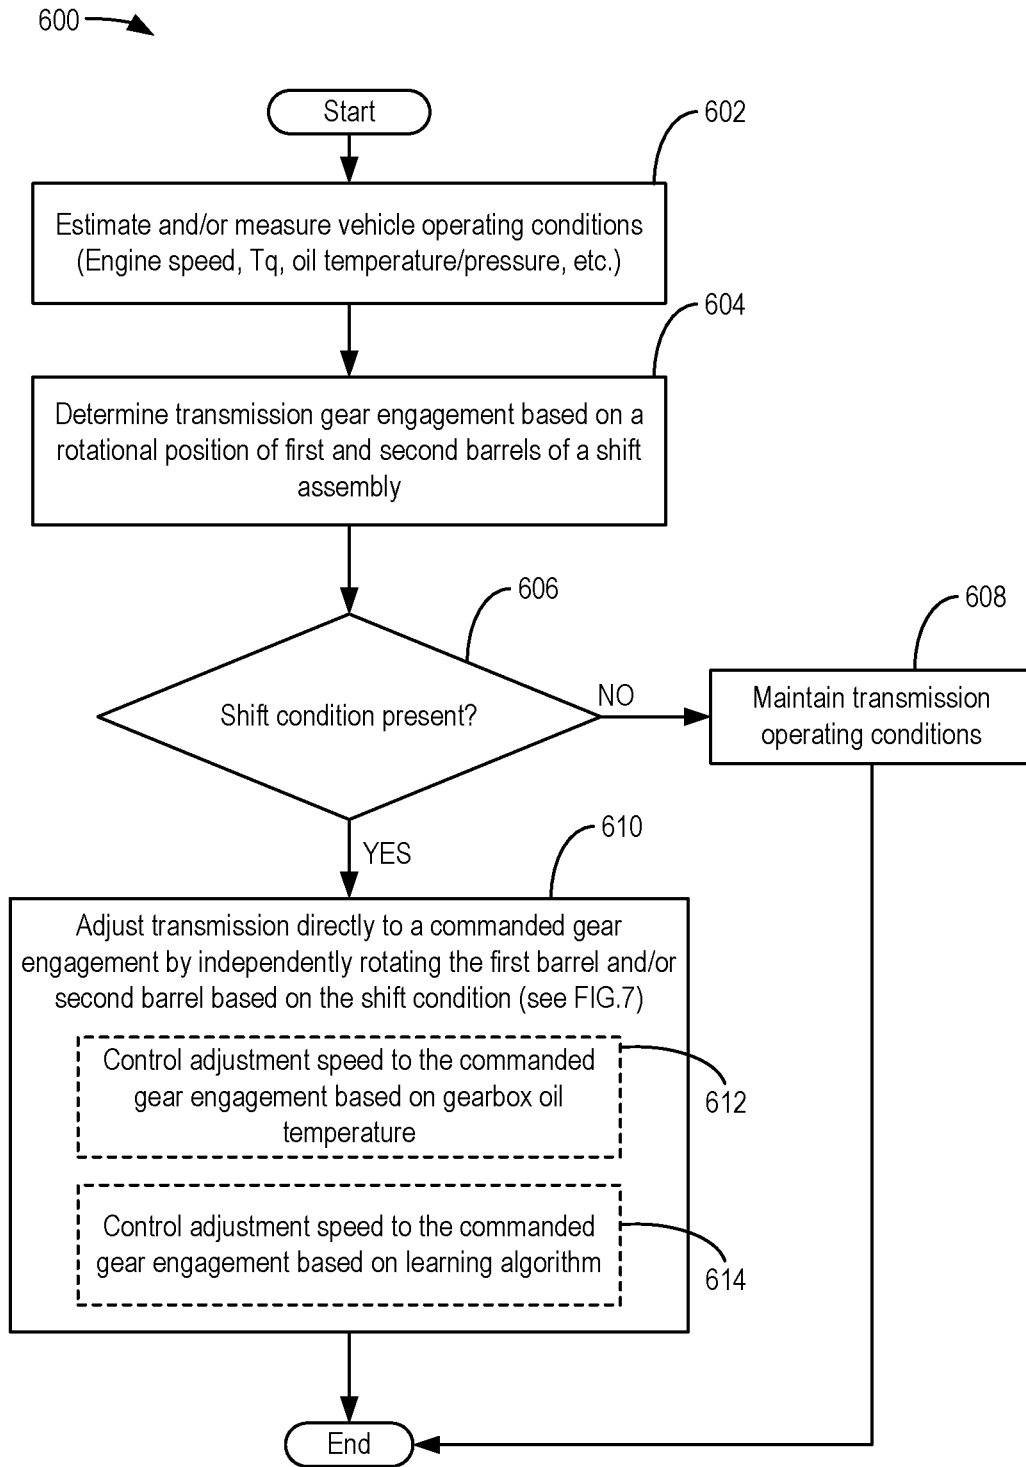 600
Start
602
Estimate and/or measure vehicle operating conditions
(Engine speed, Tq, oil temperature/pressure, etc.)
604
Determine transmission gear engagement based on a
rotational position of first and second barrels of a shift
assembly
606
Shift condition present?
NO
608
Maintain transmission
operating conditions
YES
610
Adjust transmission directly to a commanded gear
engagement by independently rotating the first barrel and/or
second barrel based on the shift condition (see FIG.7)
Control adjustment speed to the commanded
gear engagement based on gearbox oil
temperature
612
Control adjustment speed to the commanded
gear engagement based on learning algorithm
614
End